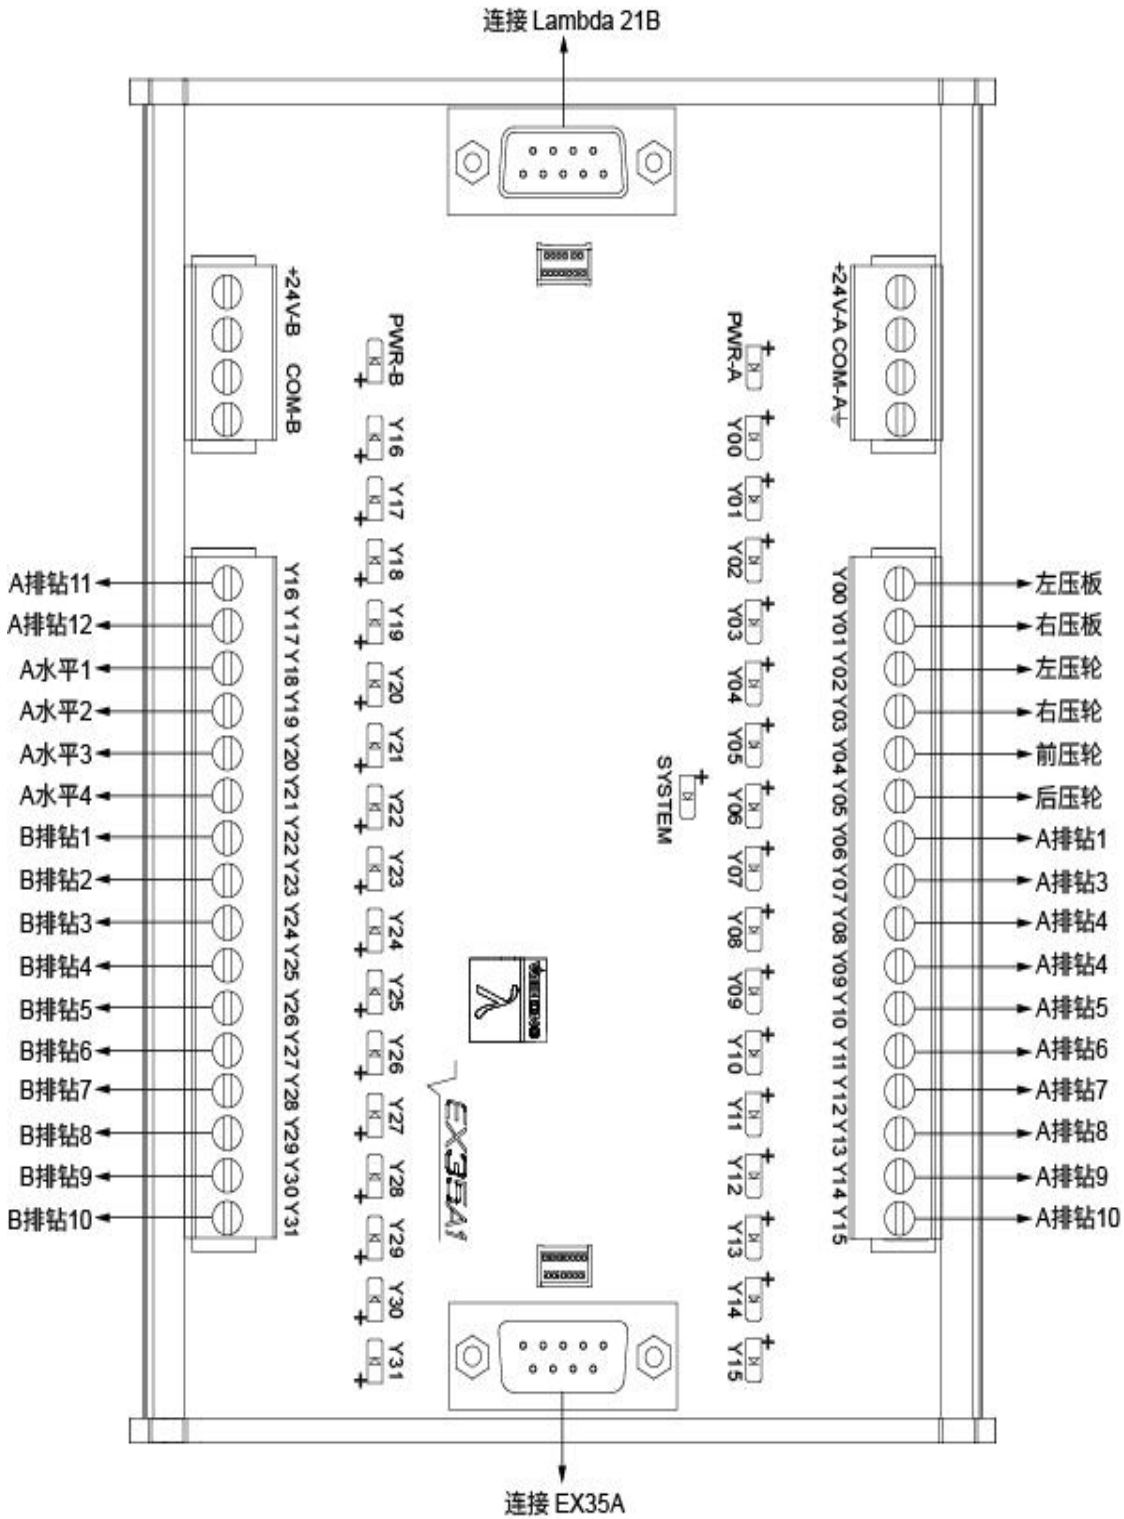 连接 Lambda 21B
+24V-B COM-B
PWR-B
PWR-A
+24V-A COM-A
Y16
Y17
Y18
Y19
Y20
Y21
Y22
Y23
Y24
Y25
Y26
Y27
Y28
Y29
Y30
Y31
Y00
Y01
Y02
Y03
Y04
Y05
Y06
Y07
Y08
Y09
Y10
Y11
Y12
Y13
Y14
Y15
SYSTEM
A排钻11
A排钻12
A水平1
A水平2
A水平3
A水平4
B排钻1
B排钻2
B排钻3
B排钻4
B排钻5
B排钻6
B排钻7
B排钻8
B排钻9
B排钻10
Y16 Y17 Y18 Y19 Y20 Y21 Y22 Y23 Y24 Y25 Y26 Y27 Y28 Y29 Y30 Y31
Y00 Y01 Y02 Y03 Y04 Y05 Y06 Y07 Y08 Y09 Y10 Y11 Y12 Y13 Y14 Y15
左压板
右压板
左压轮
右压轮
前压轮
后压轮
A排钻1
A排钻3
A排钻4
A排钻4
A排钻5
A排钻6
A排钻7
A排钻8
A排钻9
A排钻10
WEIHONG
EX35A1
连接 EX35A